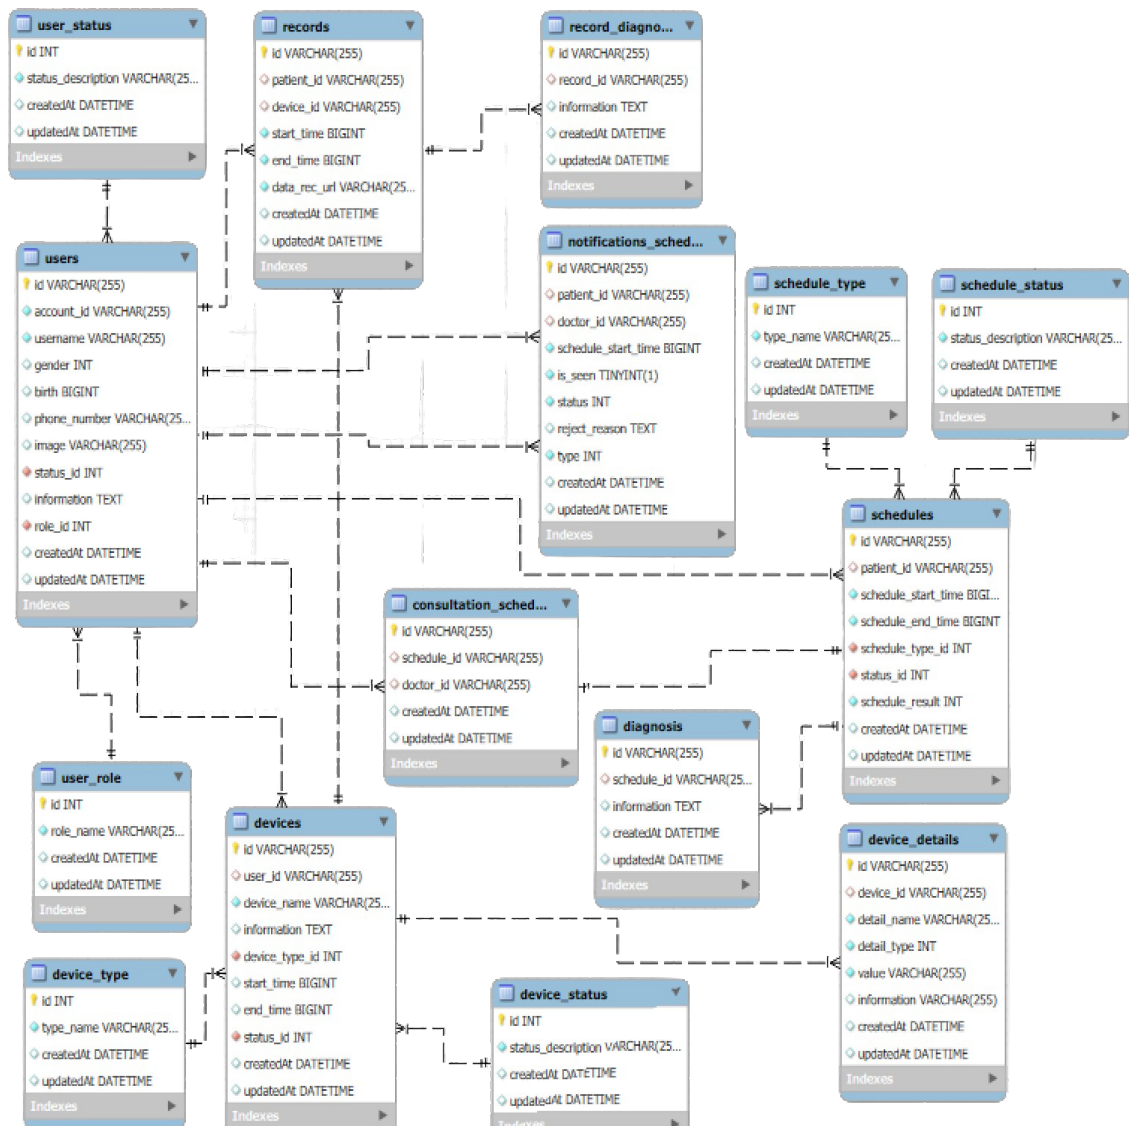 user_status
id INT
status_description VARCHAR(25...
createdAt DATETIME
updatedAt DATETIME
Indexes
records
id VARCHAR(255)
patient_id VARCHAR(255)
device_id VARCHAR(255)
start_time BIGINT
end_time BIGINT
data_rec_url VARCHAR(25...
createdAt DATETIME
updatedAt DATETIME
Indexes
record_diagno...
id VARCHAR(255)
record_id VARCHAR(255)
information TEXT
createdAt DATETIME
updatedAt DATETIME
Indexes
users
id VARCHAR(255)
account_id VARCHAR(255)
username VARCHAR(255)
gender INT
birth BIGINT
phone_number VARCHAR(25...
image VARCHAR(255)
status_id INT
information TEXT
role_id INT
createdAt DATETIME
updatedAt DATETIME
Indexes
notifications_sched...
id VARCHAR(255)
patient_id VARCHAR(255)
doctor_id VARCHAR(255)
schedule_start_time BIGINT
is_seen TINYINT(1)
status INT
reject_reason TEXT
type INT
createdAt DATETIME
updatedAt DATETIME
Indexes
schedule_type
id INT
type_name VARCHAR(25...
createdAt DATETIME
updatedAt DATETIME
Indexes
schedule_status
id INT
status_description VARCHAR(25...
createdAt DATETIME
updatedAt DATETIME
Indexes
schedules
id VARCHAR(255)
patient_id VARCHAR(255)
schedule_start_time BIGI...
schedule_end_time BIGINT
schedule_type_id INT
status_id INT
schedule_result INT
createdAt DATETIME
updatedAt DATETIME
Indexes
consultation_sched...
id VARCHAR(255)
schedule_id VARCHAR(255)
doctor_id VARCHAR(255)
createdAt DATETIME
updatedAt DATETIME
Indexes
diagnosis
id VARCHAR(255)
schedule_id VARCHAR(25...
information TEXT
createdAt DATETIME
updatedAt DATETIME
Indexes
user_role
id INT
role_name VARCHAR(25...
createdAt DATETIME
updatedAt DATETIME
Indexes
devices
id VARCHAR(255)
user_id VARCHAR(255)
device_name VARCHAR(25...
information TEXT
device_type_id INT
start_time BIGINT
end_time BIGINT
status_id INT
createdAt DATETIME
updatedAt DATETIME
Indexes
device_details
id VARCHAR(255)
device_id VARCHAR(255)
detail_name VARCHAR(25...
detail_type INT
value VARCHAR(255)
information VARCHAR(255)
createdAt DATETIME
updatedAt DATETIME
Indexes
device_type
id INT
type_name VARCHAR(25...
createdAt DATETIME
updatedAt DATETIME
Indexes
device_status
id INT
status_description VARCHAR(25...
createdAt DATETIME
updatedAt DATETIME
Indexes